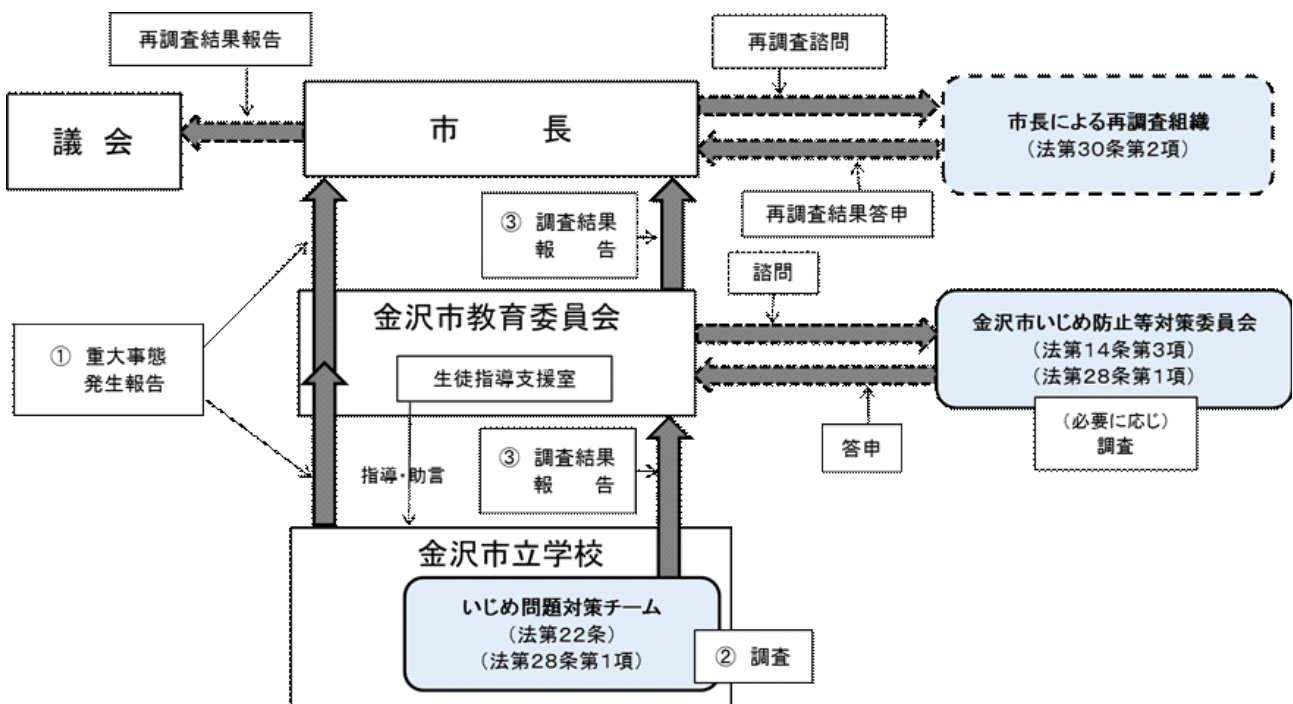 再調査結果報告
再調査諮問
議 会
市 長
市長による再調査組織
(法第30条第2項)
③ 調査結果
報 告
再調査結果答申
諮問
① 重大事態
発生報告
金沢市教育委員会
生徒指導支援室
金沢市いじめ防止等対策委員会
(法第14条第3項)
(法第28条第1項)
(必要に応じ)
調査
答申
指導・助言
③ 調査結果
報 告
金沢市立学校
いじめ問題対策チーム
(法第22条)
(法第28条第1項)
② 調査